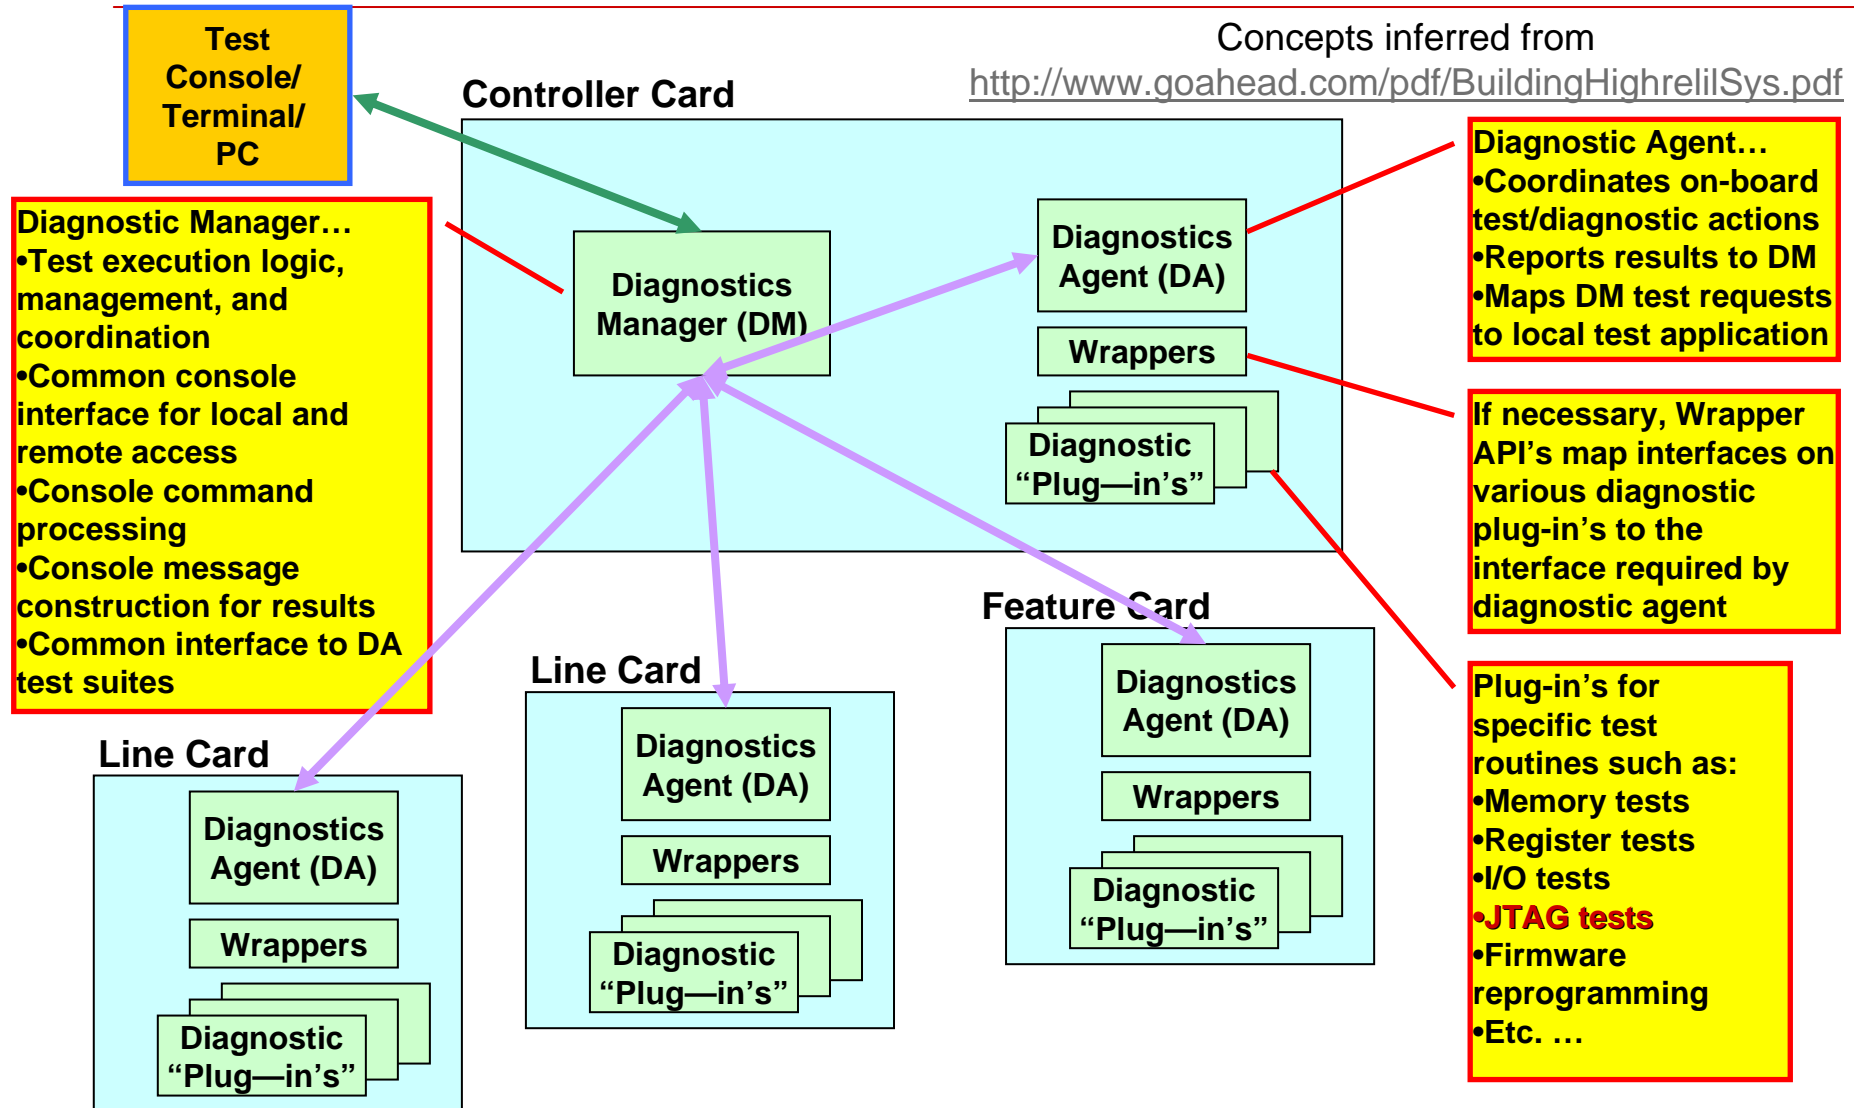 Test
Console/
Terminal/
PC
Concepts inferred from
http://www.goahead.com/pdf/BuildingHighrelilSys.pdf
Controller Card
Diagnostic Manager…
•Test execution logic,
management, and
coordination
•Common console
interface for local and
remote access
•Console command
processing
•Console message
construction for results
•Common interface to DA
test suites
Diagnostics
Manager (DM)
Diagnostics
Agent (DA)
Wrappers
Diagnostic
“Plug—in’s”
Diagnostic Agent…
•Coordinates on-board
test/diagnostic actions
•Reports results to DM
•Maps DM test requests
to local test application
If necessary, Wrapper
API’s map interfaces on
various diagnostic
plug-in’s to the
interface required by
diagnostic agent
Plug-in’s for
specific test
routines such as:
•Memory tests
•Register tests
•I/O tests
•JTAG tests
•Firmware
reprogramming
•Etc. …
Line Card
Diagnostics
Agent (DA)
Wrappers
Diagnostic
“Plug—in’s”
Line Card
Diagnostics
Agent (DA)
Wrappers
Diagnostic
“Plug—in’s”
Feature Card
Diagnostics
Agent (DA)
Wrappers
Diagnostic
“Plug—in’s”